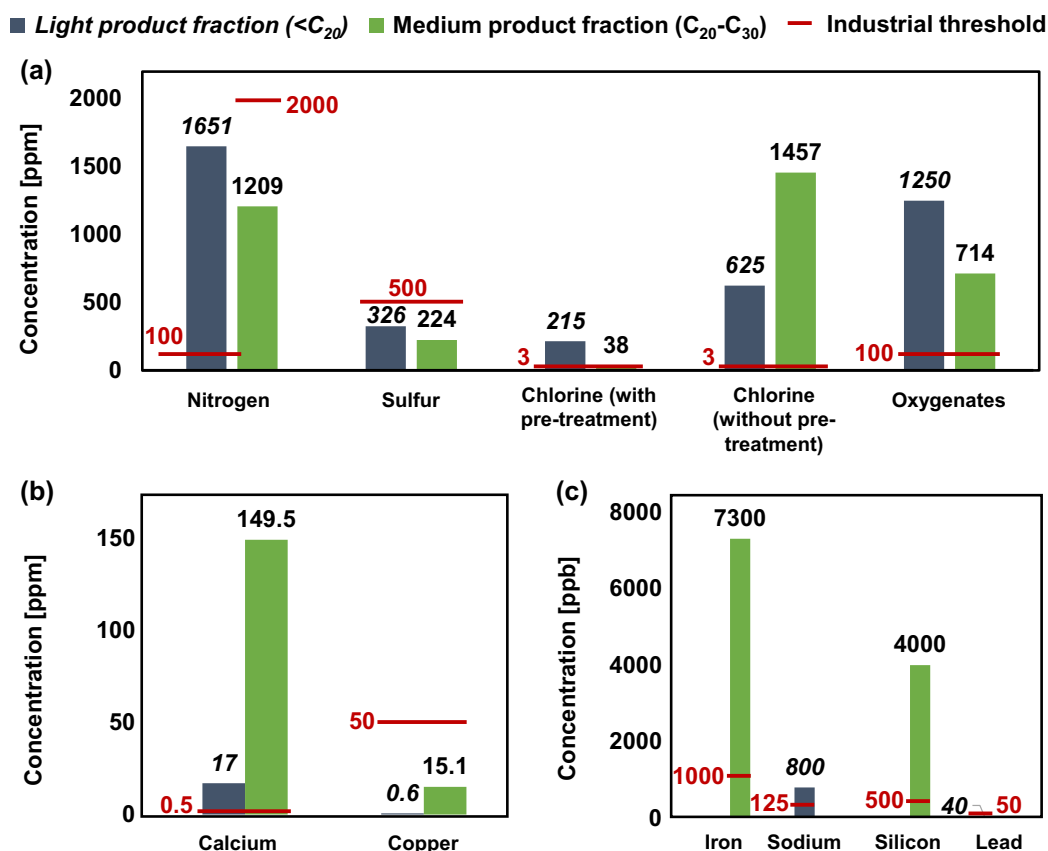 Light product fraction (<C20) Medium product fraction (C20-C30) Industrial threshold
(a)
Concentration [ppm]
2000
1500
1000
500
0
1651
1209
2000
100
326
224
500
215
38
3
625
1457
3
1250
714
100
Nitrogen
Sulfur
Chlorine (with
pre-treatment)
Chlorine
(without pre-
treatment)
Oxygenates
(b)
Concentration [ppm]
150
100
50
0
17
149.5
0.5
50
0.6
15.1
Calcium
Copper
(c)
Concentration [ppb]
8000
6000
4000
2000
0
7300
1000
800
125
4000
500
40
50
Iron
Sodium
Silicon
Lead